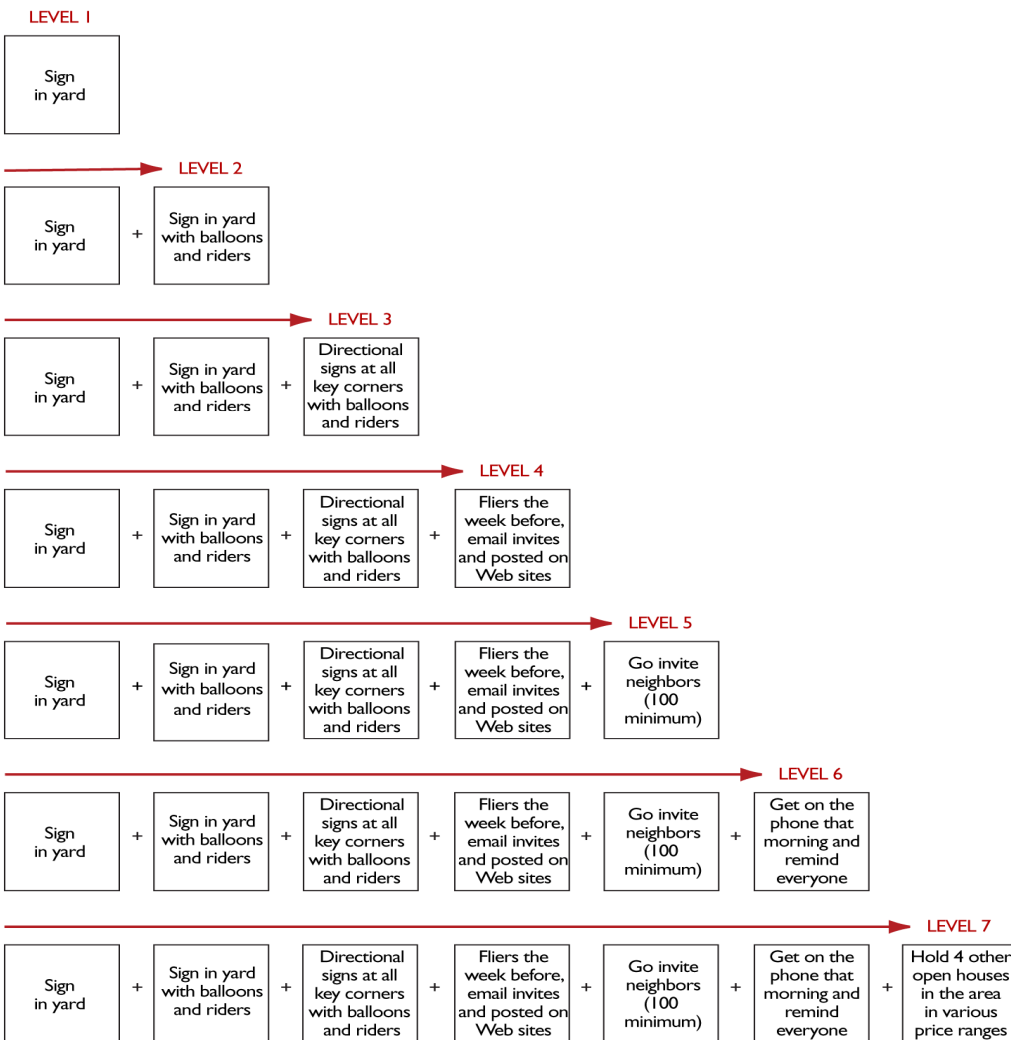 LEVEL 1
Sign
in yard
LEVEL 2
Sign
in yard
+
Sign in yard
with balloons
and riders
LEVEL 3
Sign
in yard
+
Sign in yard
with balloons
and riders
+
Directional
signs at all
key corners
with balloons
and riders
LEVEL 4
Sign
in yard
+
Sign in yard
with balloons
and riders
+
Directional
signs at all
key corners
with balloons
and riders
+
Fliers the
week before,
email invites
and posted on
Web sites
LEVEL 5
Sign
in yard
+
Sign in yard
with balloons
and riders
+
Directional
signs at all
key corners
with balloons
and riders
+
Fliers the
week before,
email invites
and posted on
Web sites
+
Go invite
neighbors
(100
minimum)
LEVEL 6
Sign
in yard
+
Sign in yard
with balloons
and riders
+
Directional
signs at all
key corners
with balloons
and riders
+
Fliers the
week before,
email invites
and posted on
Web sites
+
Go invite
neighbors
(100
minimum)
+
Get on the
phone that
morning and
remind
everyone
LEVEL 7
Sign
in yard
+
Sign in yard
with balloons
and riders
+
Directional
signs at all
key corners
with balloons
and riders
+
Fliers the
week before,
email invites
and posted on
Web sites
+
Go invite
neighbors
(100
minimum)
+
Get on the
phone that
morning and
remind
everyone
+
Hold 4 other
open houses
in the area
in various
price ranges